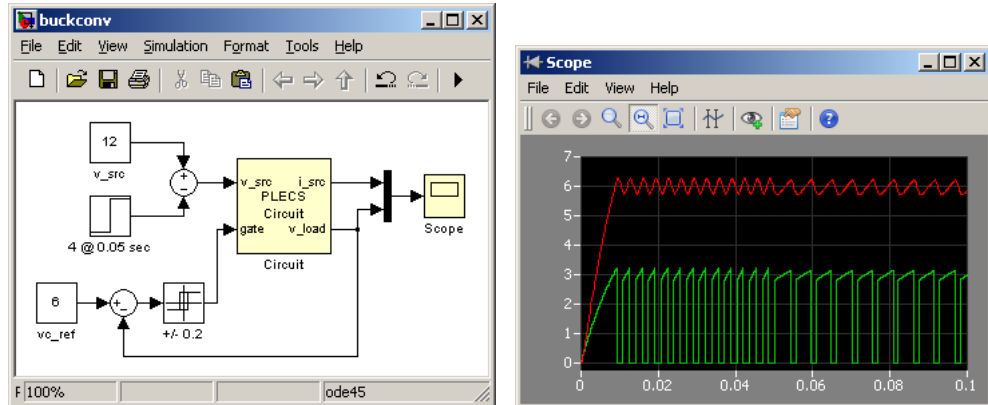 buckconv
File Edit View Simulation Format Tools Help
12
v_src
+
-
4 @ 0.05 sec
v_src i_src
PLECS
Circuit
gate v_load
Circuit
Scope
6
vc_ref
+
-
+/- 0.2
F 100%
ode45
Scope
File Edit View Help
7
6
5
4
3
2
1
0
0 0.02 0.04 0.06 0.08 0.1